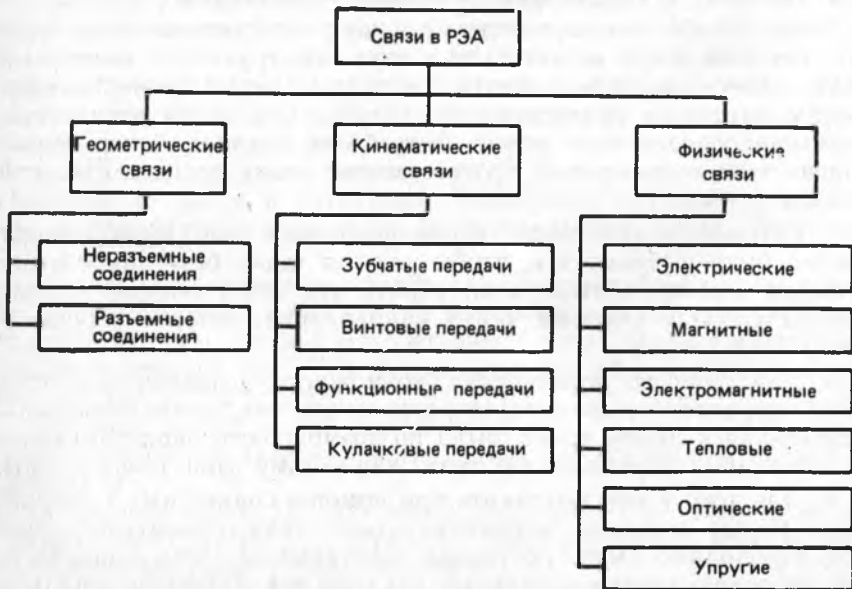 Связи в РЭА
Геометрические
связи
Кинематические
связи
Физические
связи
Неразъемные
соединения
Разъемные
соединения
Зубчатые передачи
Винтовые передачи
Функционные передачи
Кулачковые передачи
Электрические
Магнитные
Электромагнитные
Тепловые
Оптические
Упругие